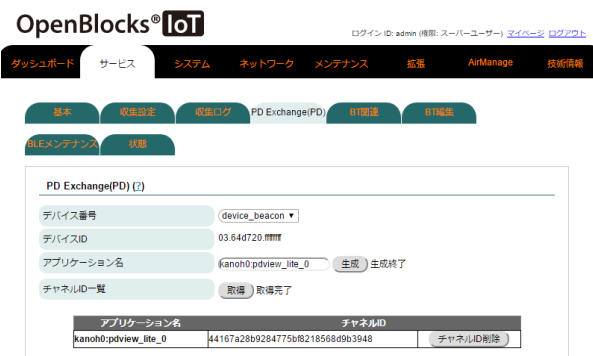 OpenBlocks® IoT
ログイン ID: admin (権限: スーパーユーザー) マイページ ログアウト
ダッシュボード サービス システム ネットワーク メンテナンス 拡張 AirManage 技術情報
基本 収集設定 収集ログ PD Exchange(PD) BT関連 BT編集
BLEメンテナンス 状態
PD Exchange(PD) (?)
デバイス番号 device_beacon
デバイスID 03.64d720.ffffffff
アプリケーション名 kanoh0:pdview_lite_0 生成 生成終了
チャネルID一覧 取得 取得完了
アプリケーション名 チャネルID
kanoh0:pdview_lite_0 44167a28b9284775bf8218568d9b3948 チャネルID削除